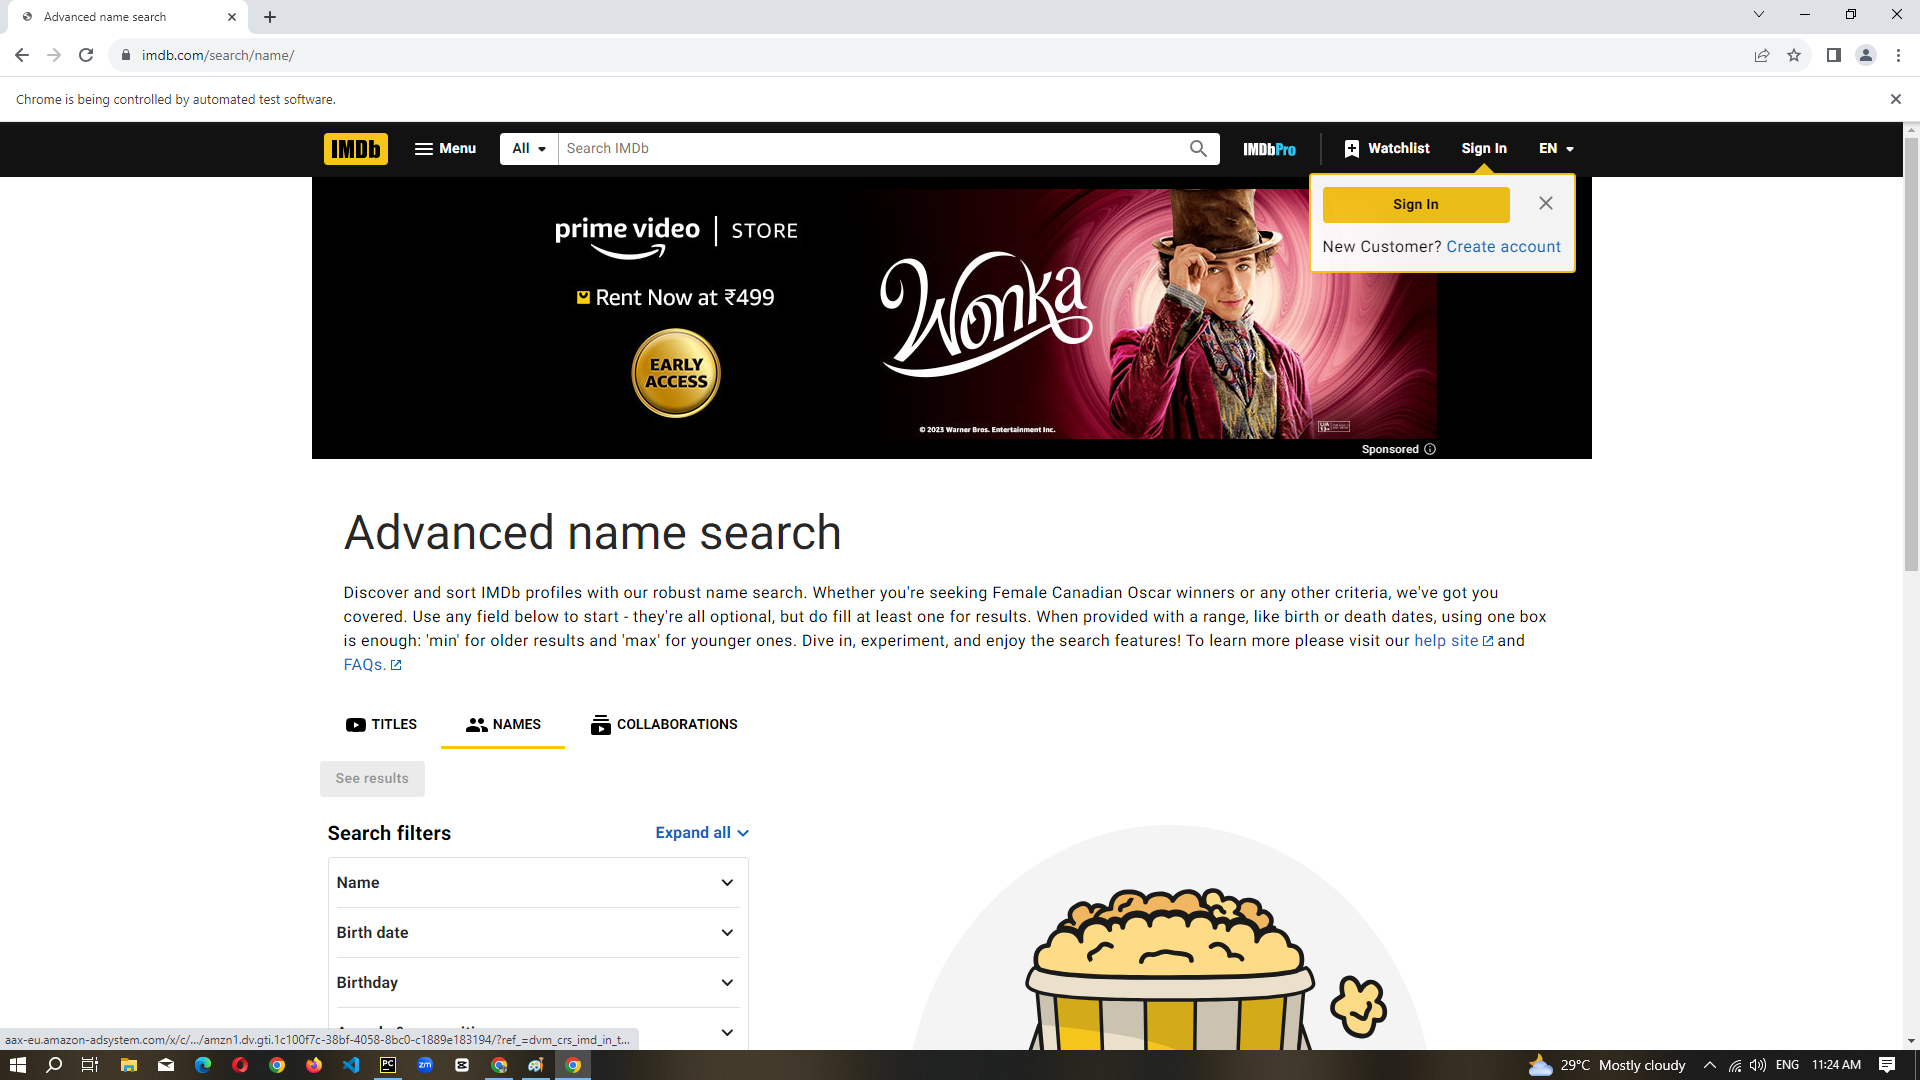 Advanced name search
imdb.com/search/name/
Chrome is being controlled by automated test software.
IMDb
Menu
All
Search IMDb
IMDbPro
Watchlist
Sign In
EN
Sign In
New Customer? Create account
prime video | STORE
Rent Now at ₹499
EARLY
ACCESS
Wonka
© 2023 Warner Bros. Entertainment Inc.
Sponsored
Advanced name search
Discover and sort IMDb profiles with our robust name search. Whether you're seeking Female Canadian Oscar winners or any other criteria, we've got you
covered. Use any field below to start - they're all optional, but do fill at least one for results. When provided with a range, like birth or death dates, using one box
is enough: 'min' for older results and 'max' for younger ones. Dive in, experiment, and enjoy the search features! To learn more please visit our help site and
FAQs.
TITLES
NAMES
COLLABORATIONS
See results
Search filters
Expand all
Name
Birth date
Birthday
aax-eu.amazon-adsystem.com/x/c/.../amzn1.dv.gti.1c100f7c-38bf-4058-8bc0-c1889e183194/?ref_=dvm_crs_imd_in_t...
PC
zm
29°C Mostly cloudy
ENG
11:24 AM